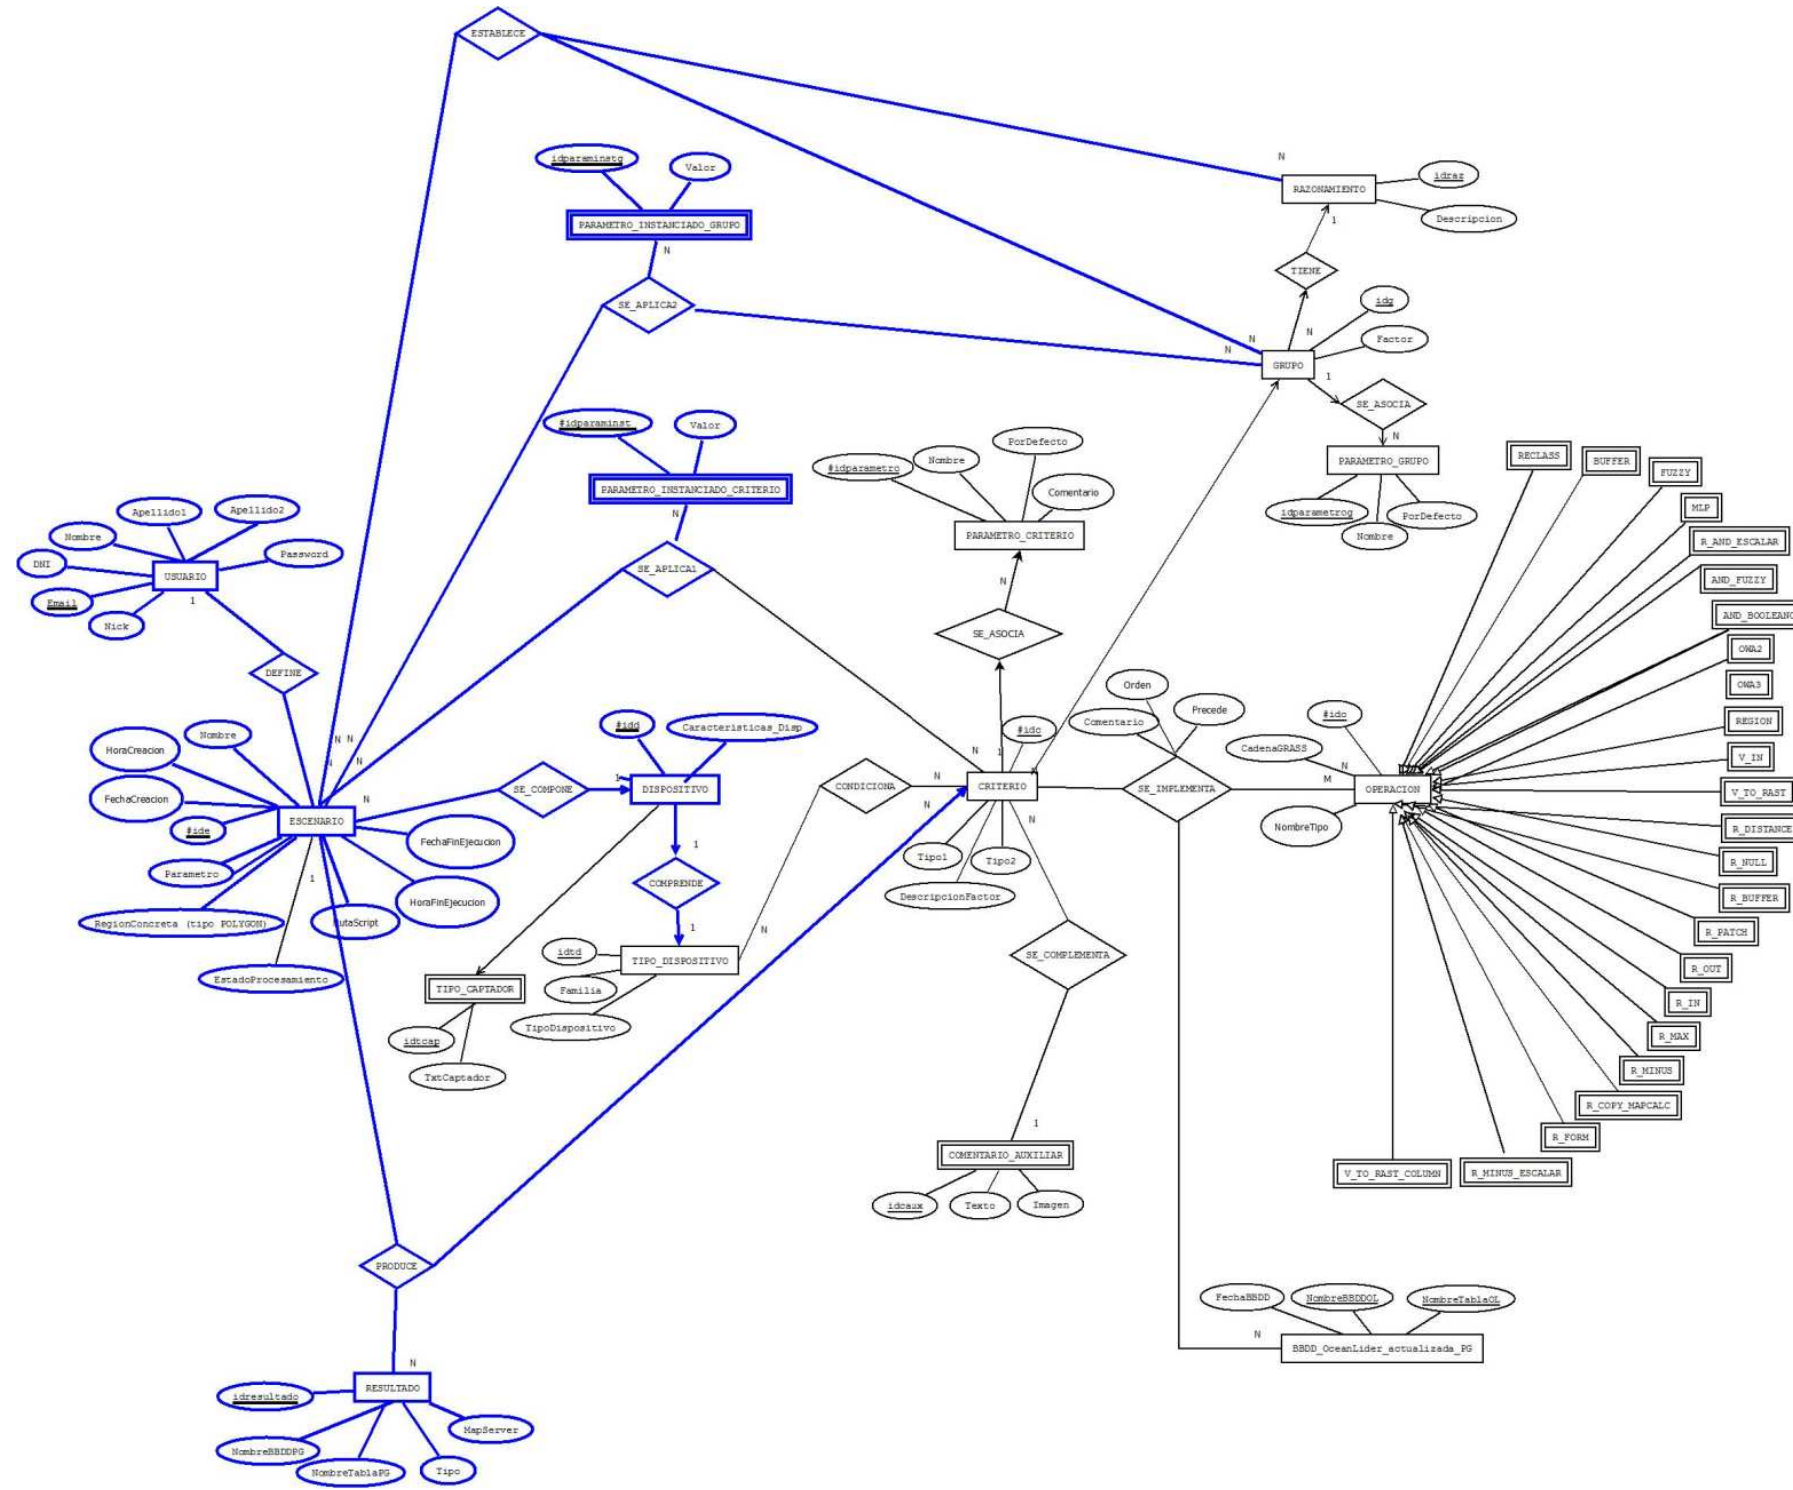 ESTABLECE
N
idparaminstg
Valor
PARAMETRO_INSTANCIADO_GRUPO
N
SE_APLICA2
RAZONAMIENTO
idraz
Descripcion
1
TIENE
idg
N
Factor
N
N
GRUPO
1
SE_ASOCIA
N
PARAMETRO_GRUPO
idparametrog
PorDefecto
Nombre
#idparaminst
Valor
PARAMETRO_INSTANCIADO_CRITERIO
N
SE_APLICA1
PorDefecto
Nombre
#idparametro
Comentario
PARAMETRO_CRITERIO
N
SE_ASOCIA
RECLASS
BUFFER
FUZZY
MLP
R_AND_ESCALAR
AND_FUZZY
AND_BOOLEANO
OWA2
OWA3
REGION
V_IN
V_TO_RAST
R_DISTANCE
R_NULL
R_BUFFER
R_PATCH
R_OUT
R_IN
R_MAX
R_MINUS
R_COPY_MAPCALC
R_FORM
R_MINUS_ESCALAR
V_TO_RAST_COLUMN
Apellido1
Apellido2
Nombre
Password
DNI
USUARIO
Email
1
Nick
DEFINE
Nombre
HoraCreacion
N
N
N
N
N
FechaCreacion
#ide
ESCENARIO
FechaFinEjecucion
Parametro
1
HoraFinEjecucion
RegionConcreta (tipo POLYGON)
RutaScript
EstadoProcesamiento
#idd
Caracteristicas_Disp
SE_COMPONE
1
DISPOSITIVO
1
COMPRENDE
1
idtd
TIPO_DISPOSITIVO
N
Familia
TipoDispositivo
TIPO_CAPTADOR
idtcap
TxtCaptador
CONDICIONA
N
N
N
1
#idc
N
CRITERIO
N
Tipo1
Tipo2
DescripcionFactor
Orden
Comentario
Precede
SE_IMPLEMENTA
#ido
CadenaGRASS
N
M
OPERACION
NombreTipo
SE_COMPLEMENTA
1
COMENTARIO_AUXILIAR
idcaux
Texto
Imagen
PRODUCE
N
RESULTADO
idresultado
MapServer
NombreBBDDPG
NombreTablaPG
Tipo
FechaBBDD
NombreBBDDOL
NombreTablaOL
N
BBDD_OceanLider_actualizada_PG